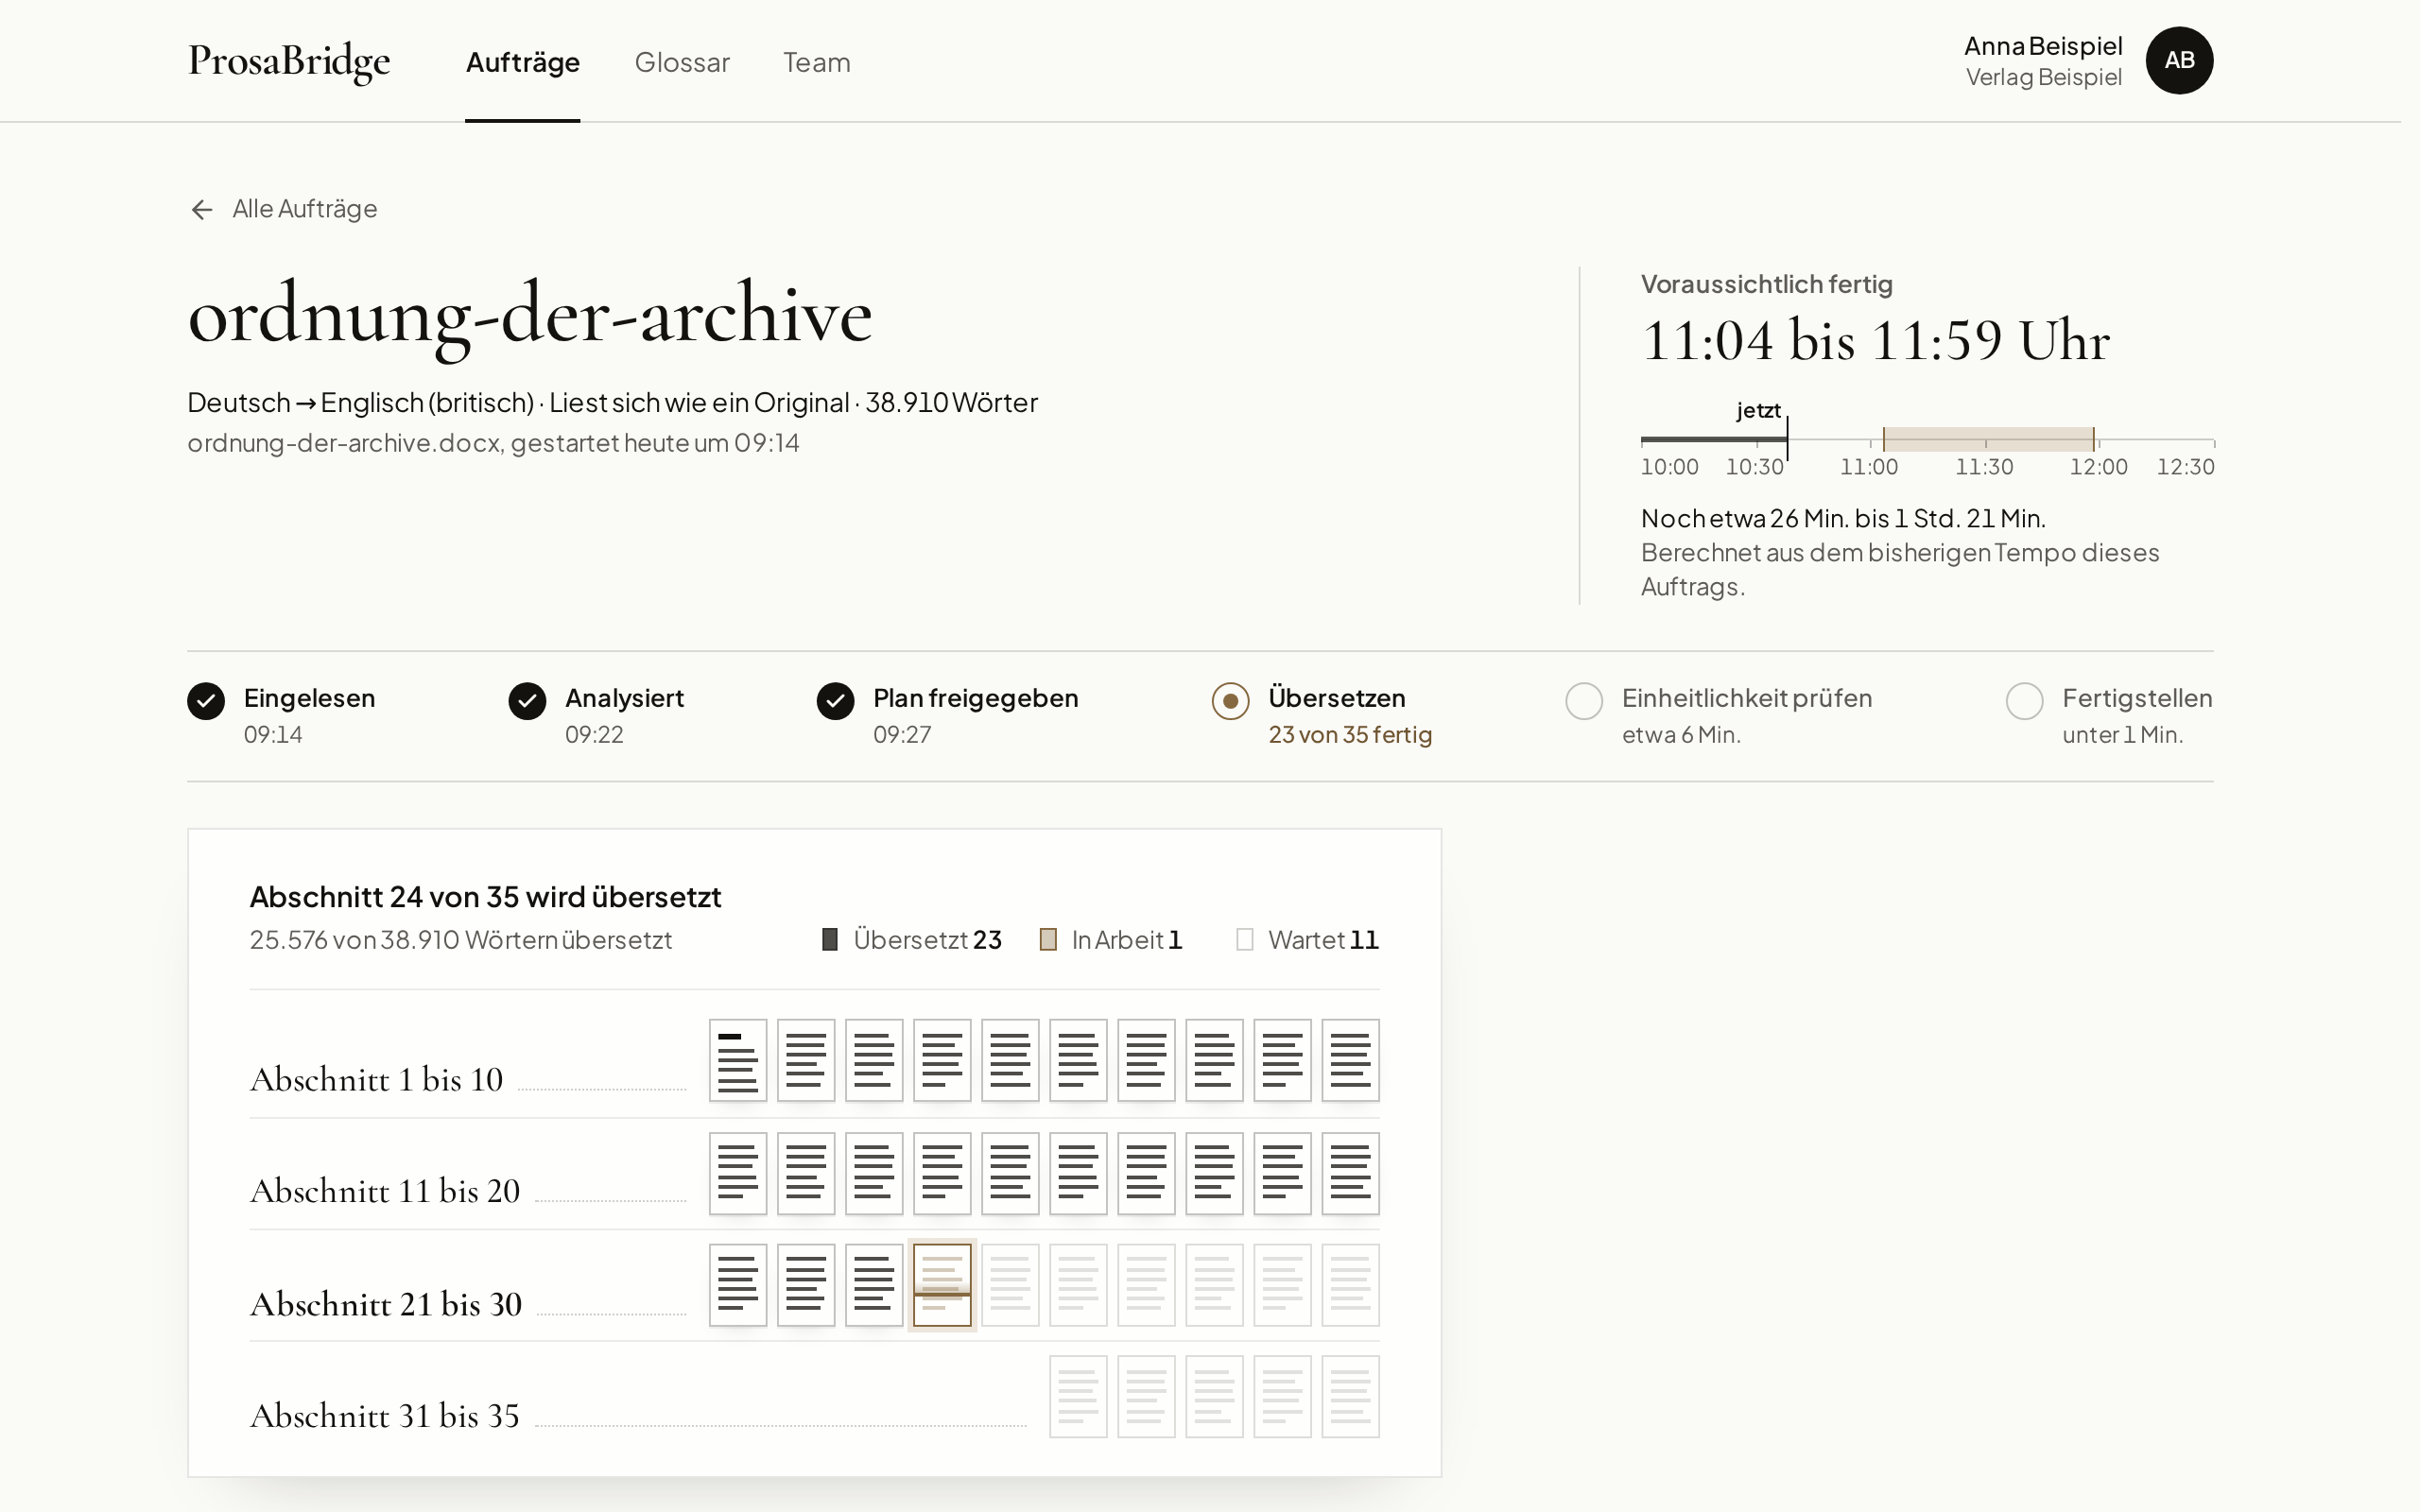 ProsaBridge
Aufträge
Glossar
Team
Anna Beispiel
Verlag Beispiel
AB
← Alle Aufträge
ordnung-der-archive
Deutsch → Englisch (britisch) · Liest sich wie ein Original · 38.910 Wörter
ordnung-der-archive.docx, gestartet heute um 09:14
Voraussichtlich fertig
11:04 bis 11:59 Uhr
jetzt
10:00 10:30 11:00 11:30 12:00 12:30
Noch etwa 26 Min. bis 1 Std. 21 Min.
Berechnet aus dem bisherigen Tempo dieses
Auftrags.
Eingelesen
09:14
Analysiert
09:22
Plan freigegeben
09:27
Übersetzen
23 von 35 fertig
Einheitlichkeit prüfen
etwa 6 Min.
Fertigstellen
unter 1 Min.
Abschnitt 24 von 35 wird übersetzt
25.576 von 38.910 Wörtern übersetzt
Übersetzt 23
In Arbeit 1
Wartet 11
Abschnitt 1 bis 10
Abschnitt 11 bis 20
Abschnitt 21 bis 30
Abschnitt 31 bis 35